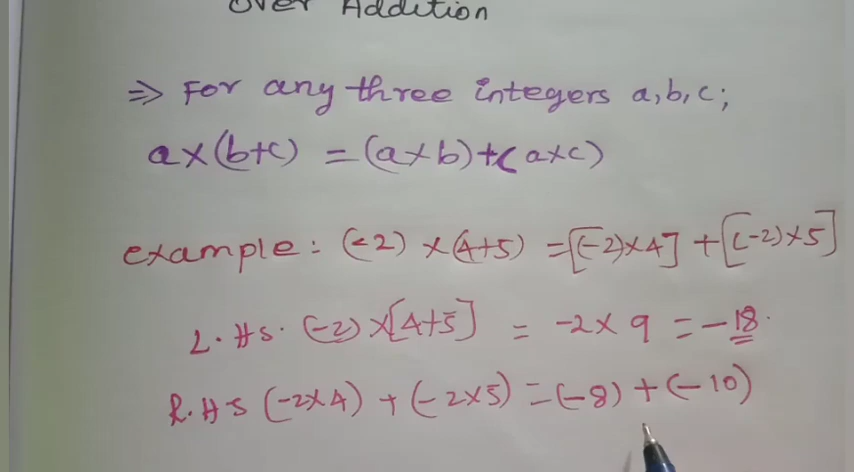 Over Addition
⇒ For any three integers a,b,c;
a×(b+c) = (a×b)+(a×c)
example: (-2) × (4+5) = [(-2)×4] + [(-2)×5]
L.H.S. (-2) ×[4+5] = -2 × 9 = -18.
R.H.S (-2×4) + (-2×5) = (-8) + (-10)